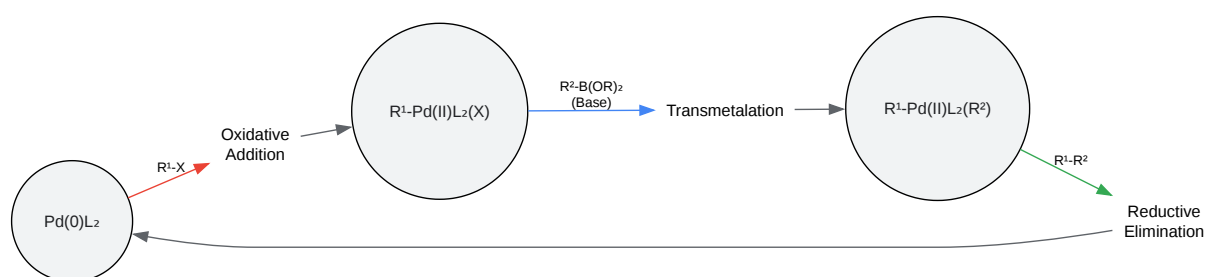 Pd(0)L₂
R¹-X
Oxidative
Addition
R¹-Pd(II)L₂(X)
R²-B(OR)₂
(Base)
Transmetalation
R¹-Pd(II)L₂(R²)
R¹-R²
Reductive
Elimination